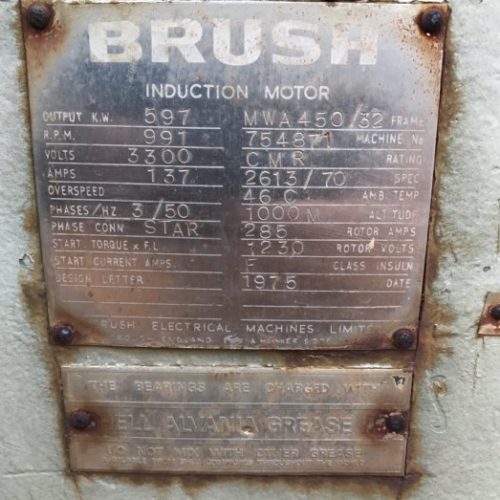 BRUSH
INDUCTION MOTOR
OUTPUT K.W. 597 MWA450/32 FRAME
R.P.M. 991 754871 MACHINE No
VOLTS 3300 CMR RATING
AMPS 137 2613/70 SPEC
OVERSPEED 46 C AMB. TEMP
PHASES/HZ 3/50 1000M ALTITUDE
PHASE CONN STAR 285 ROTOR AMPS
START. TORQUE x F.L. 1230 ROTOR VOLTS
START CURRENT AMPS. F CLASS INSULN
DESIGN LETTER 1975 DATE
RUSH ELECTRICAL MACHINES LIMITE
ENGLAND
THE BEARINGS ARE CHARGED WITH
ELL ALVANIA GREASE
DO NOT MIX WITH OTHER GREASE